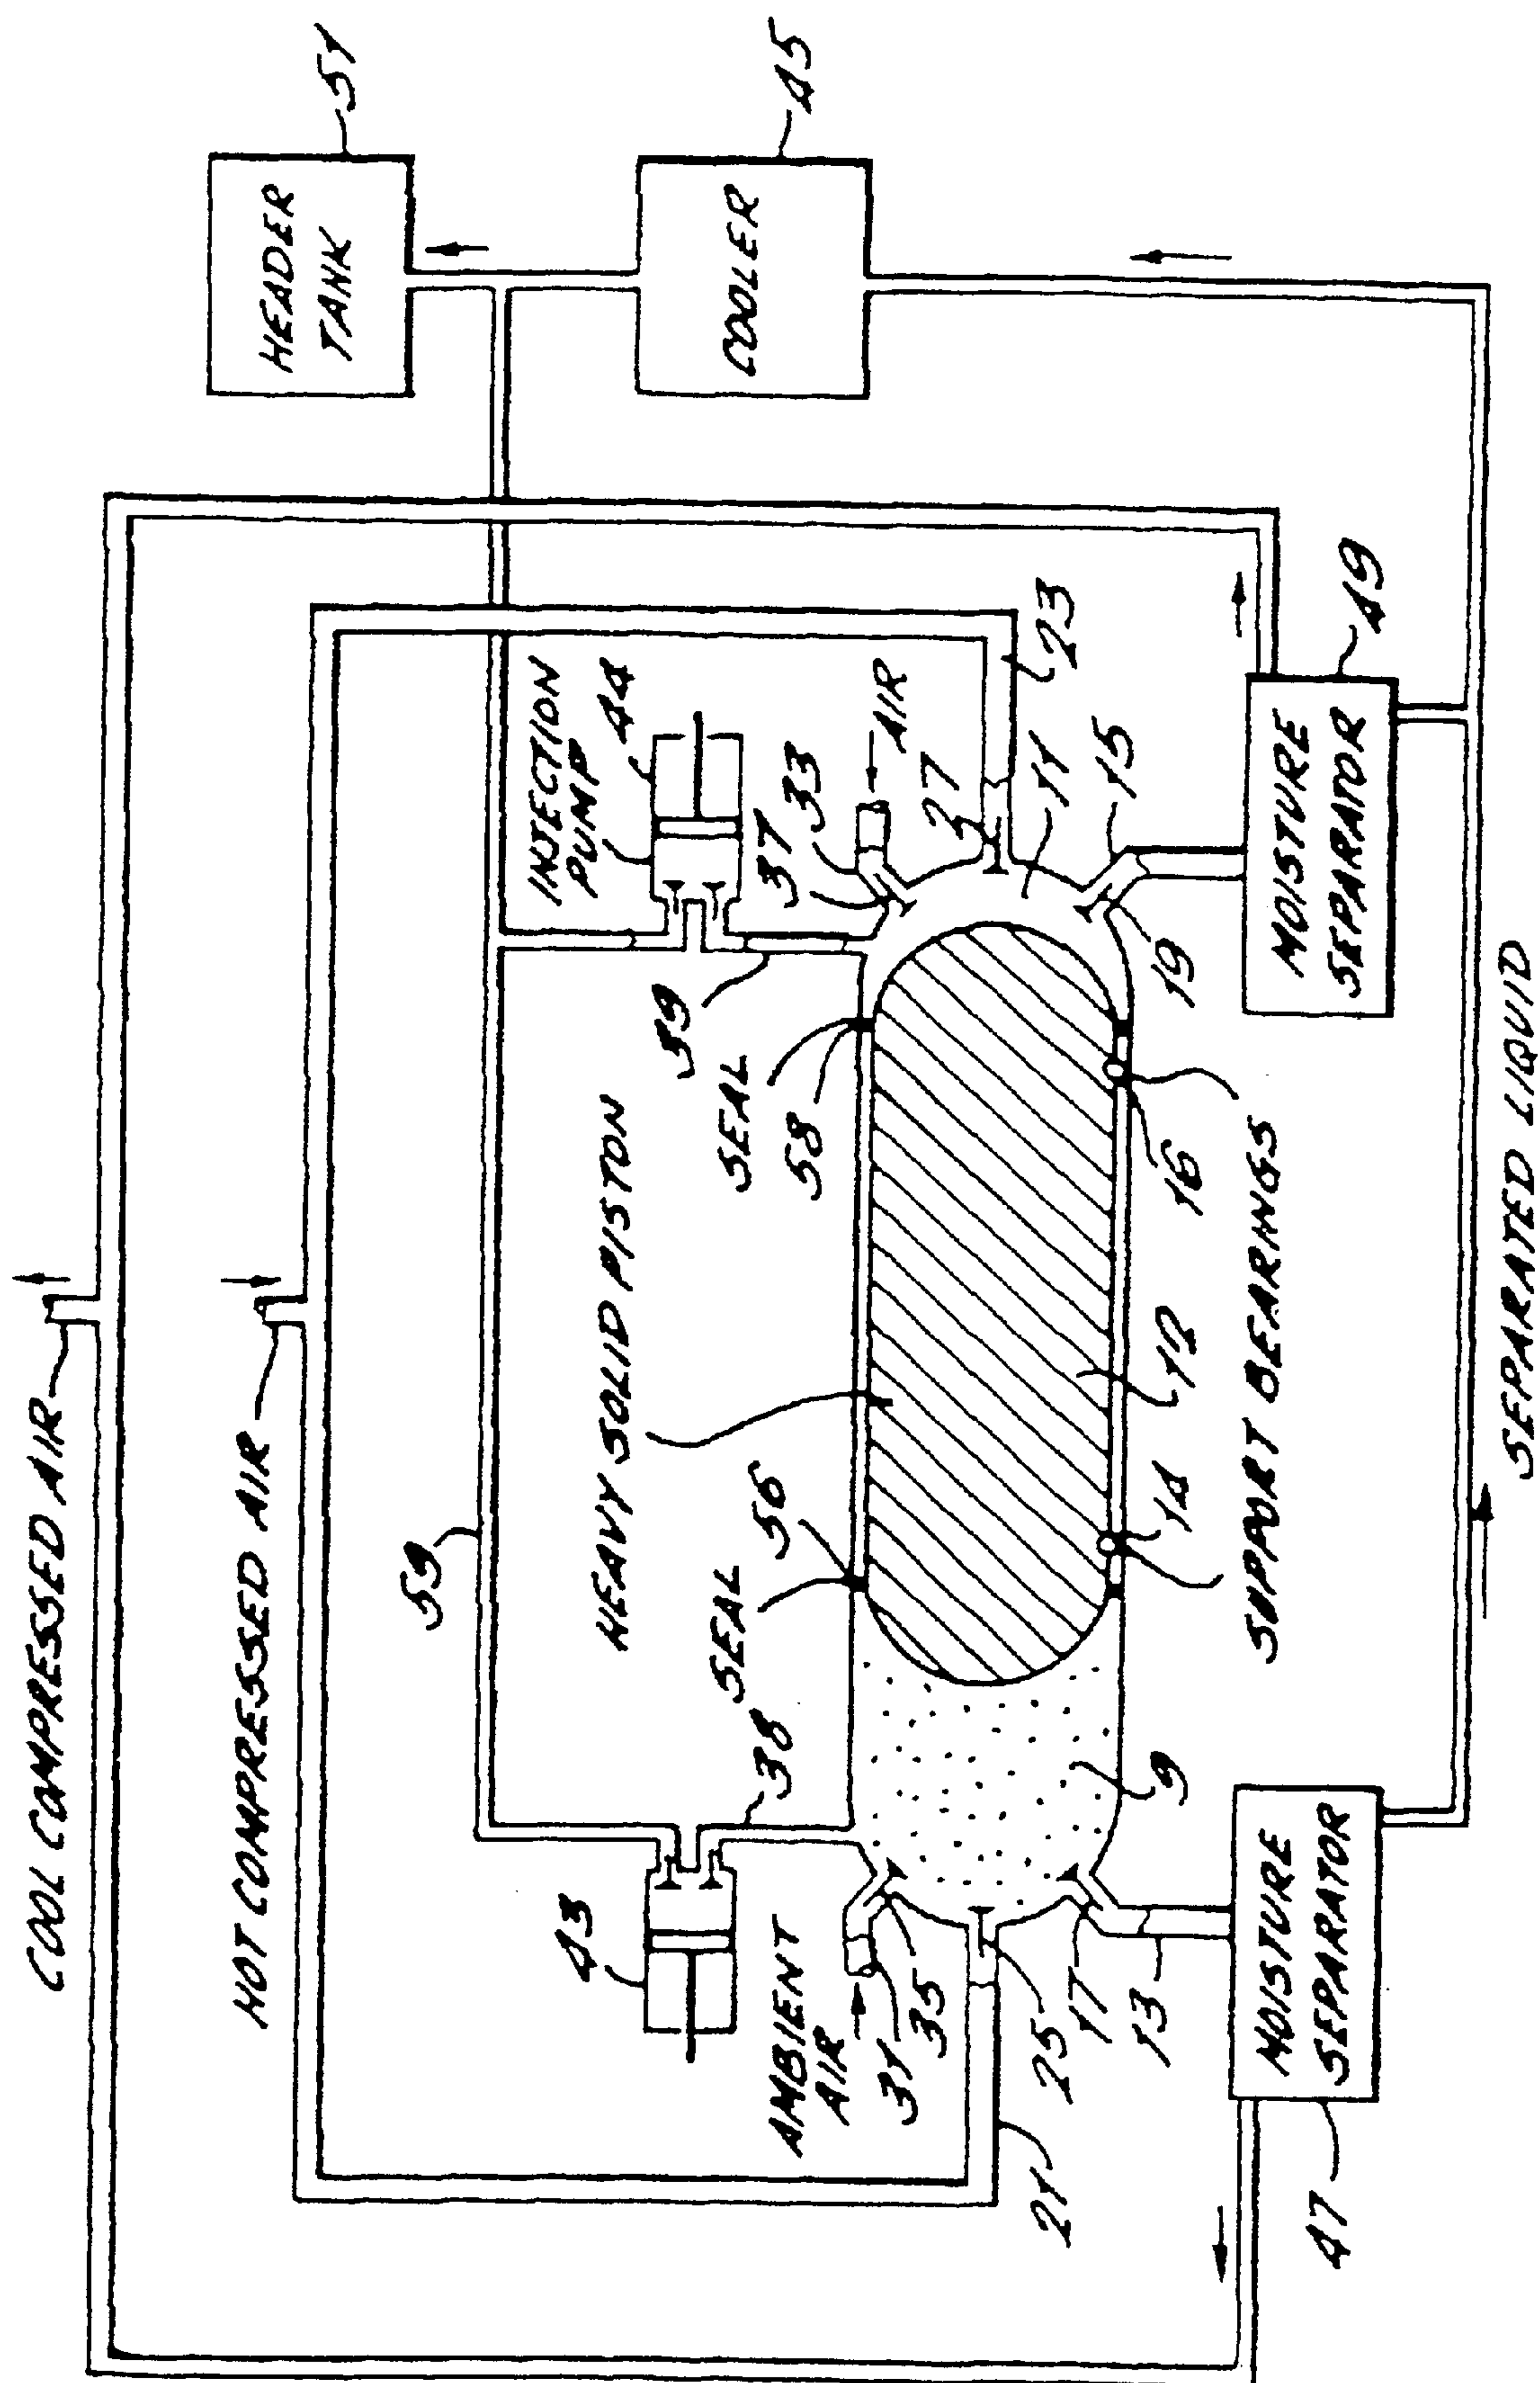 COOL COMPRESSED AIR
HOT COMPRESSED AIR
59
HEADER
TANK
51
COOLER
45
INJECTION
PUMP
44
43
38
39
SEAL
56
SEAL
58
HEAVY SOLID PISTON
AMBIENT
AIR
31
35
25
17
13
21
9
37
33
AIR
27
23
11
15
19
14
12
16
SUPPORT BEARINGS
MOISTURE
SEPARATOR
47
MOISTURE
SEPARATOR
49
SEPARATED LIQUID